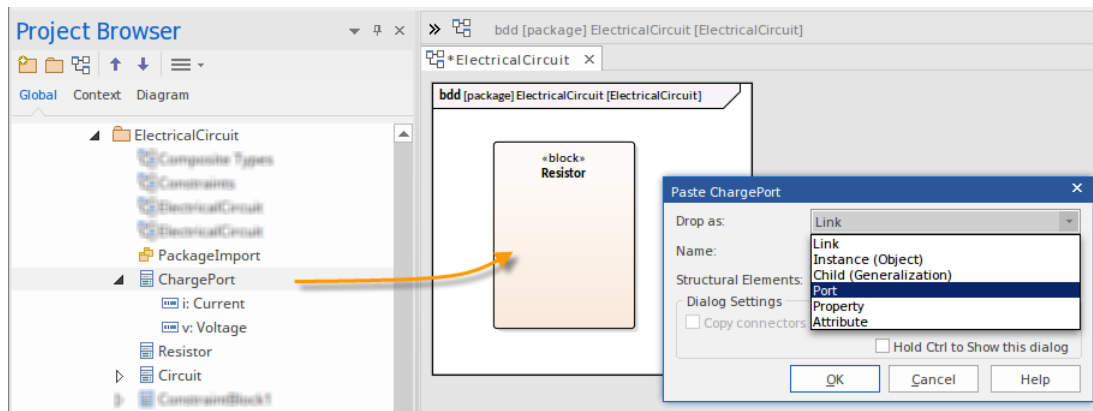 Project Browser
Global Context Diagram
ElectricalCircuit
PackageImport
ChargePort
i: Current
v: Voltage
Resistor
Circuit
bdd [package] ElectricalCircuit [ElectricalCircuit]
*ElectricalCircuit
bdd [package] ElectricalCircuit [ElectricalCircuit]
«block»
Resistor
Paste ChargePort
Drop as: Link
Link
Instance (Object)
Child (Generalization)
Port
Property
Attribute
Name:
Structural Elements:
Dialog Settings
Copy connectors
Hold Ctrl to Show this dialog
OK Cancel Help